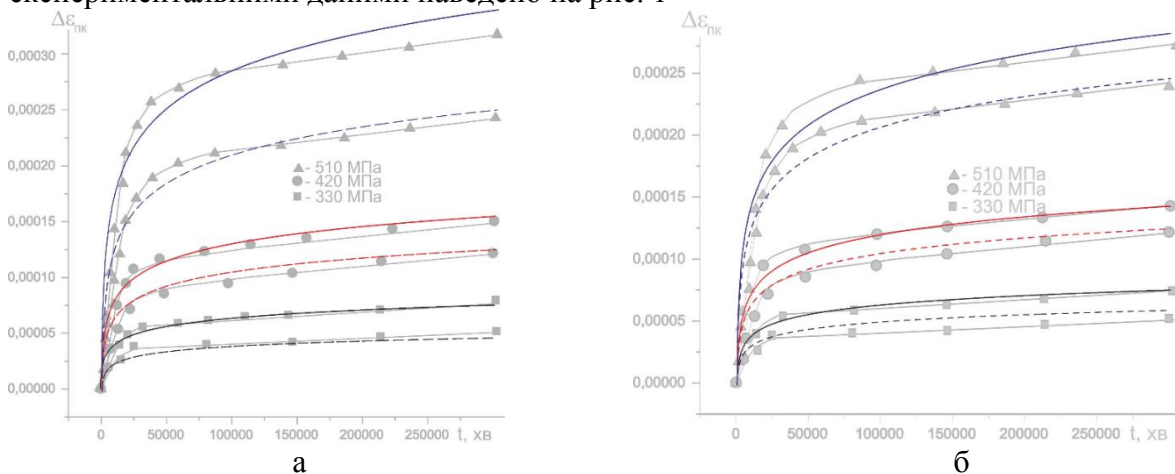 експериментальними даними наведено на рис. 1
Δεпк
0,00030
0,00025
0,00020
0,00015
0,00010
0,00005
0,00000
- 510 МПа
- 420 МПа
- 330 МПа
0 50000 100000 150000 200000 250000 t, хв
а
Δεпк
0,00025
0,00020
0,00015
0,00010
0,00005
0,00000
- 510 МПа
- 420 МПа
- 330 МПа
0 50000 100000 150000 200000 250000 t, хв
б